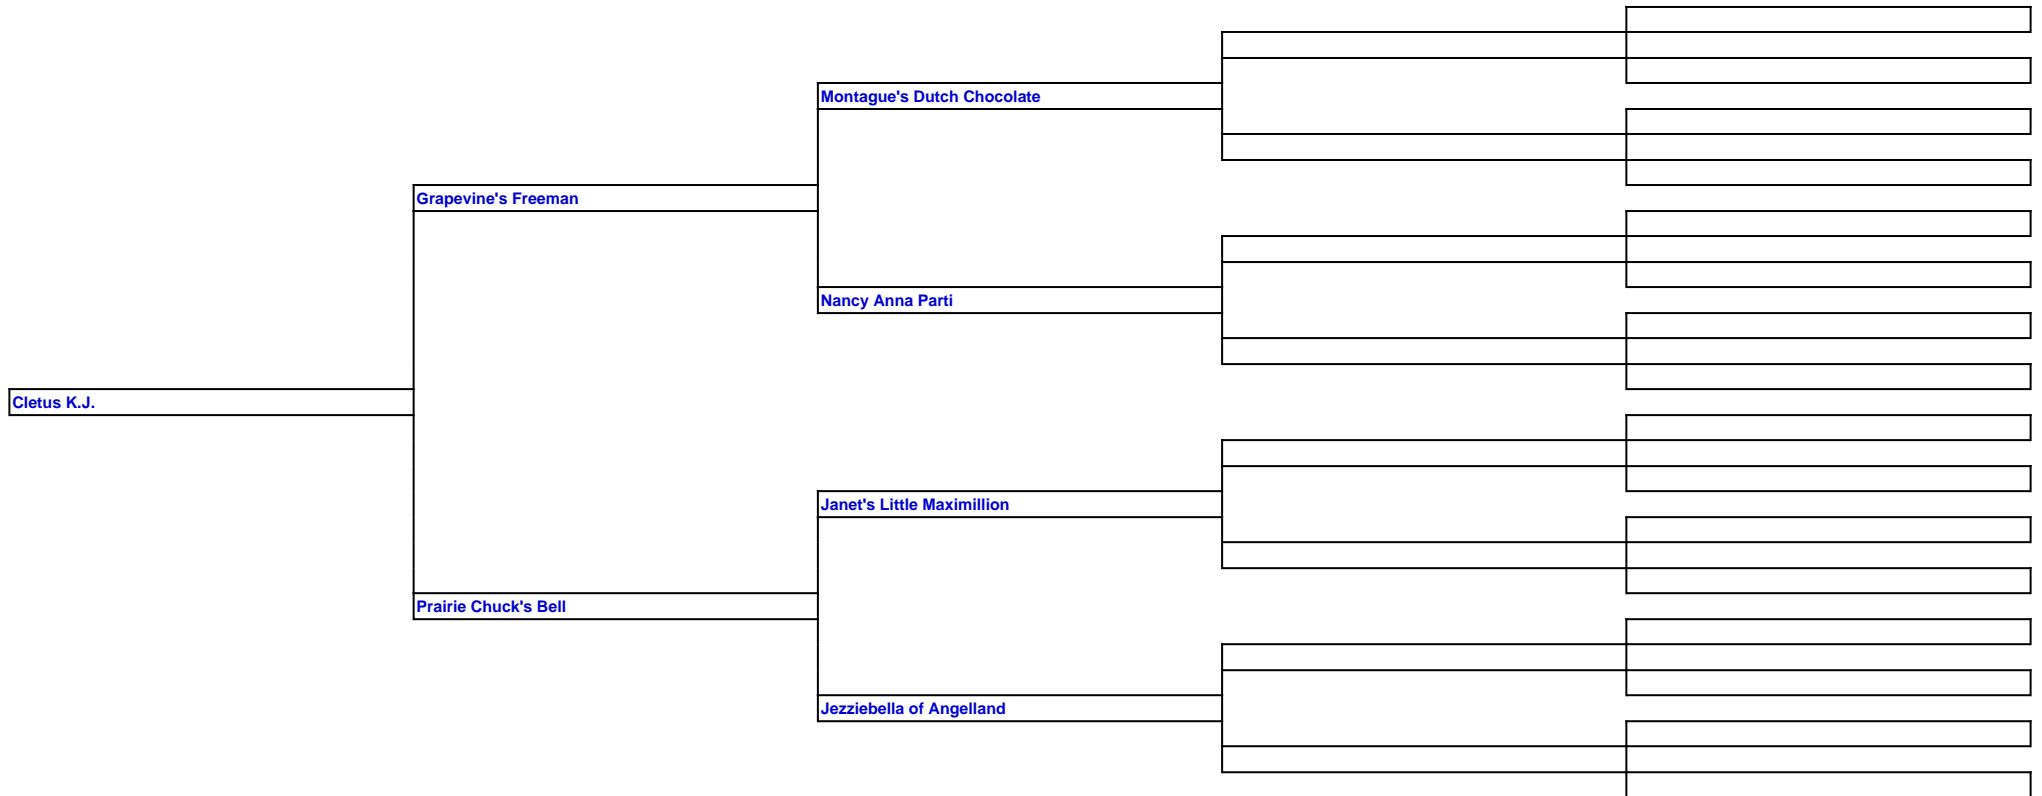 Montague's Dutch Chocolate
Grapevine's Freeman
Nancy Anna Parti
Cletus K.J.
Janet's Little Maximillion
Prairie Chuck's Bell
Jezziebella of Angelland